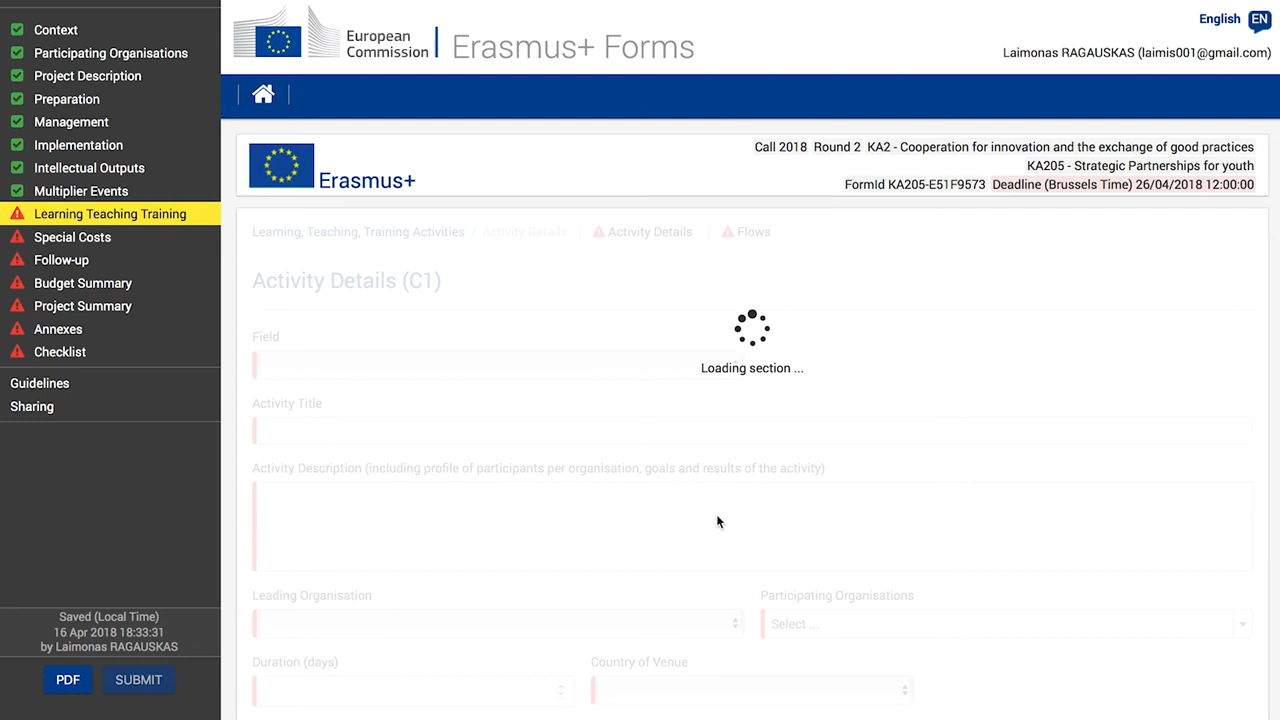 Context
Participating Organisations
Project Description
Preparation
Management
Implementation
Intellectual Outputs
Multiplier Events
Learning Teaching Training
Special Costs
Follow-up
Budget Summary
Project Summary
Annexes
Checklist
Guidelines
Sharing
Saved (Local Time)
16 Apr 2018 18:33:31
by Laimonas RAGAUSKAS
PDF
SUBMIT
European
Commission
Erasmus+ Forms
English EN
Laimonas RAGAUSKAS (laimis001@gmail.com)
Erasmus+
Call 2018 Round 2 KA2 - Cooperation for innovation and the exchange of good practices
KA205 - Strategic Partnerships for youth
FormId KA205-E51F9573 Deadline (Brussels Time) 26/04/2018 12:00:00
Learning, Teaching, Training Activities / Activity Details Activity Details Flows
Activity Details (C1)
Field
Loading section ...
Activity Title
Activity Description (including profile of participants per organisation, goals and results of the activity)
Leading Organisation
Participating Organisations
Select ...
Duration (days)
Country of Venue